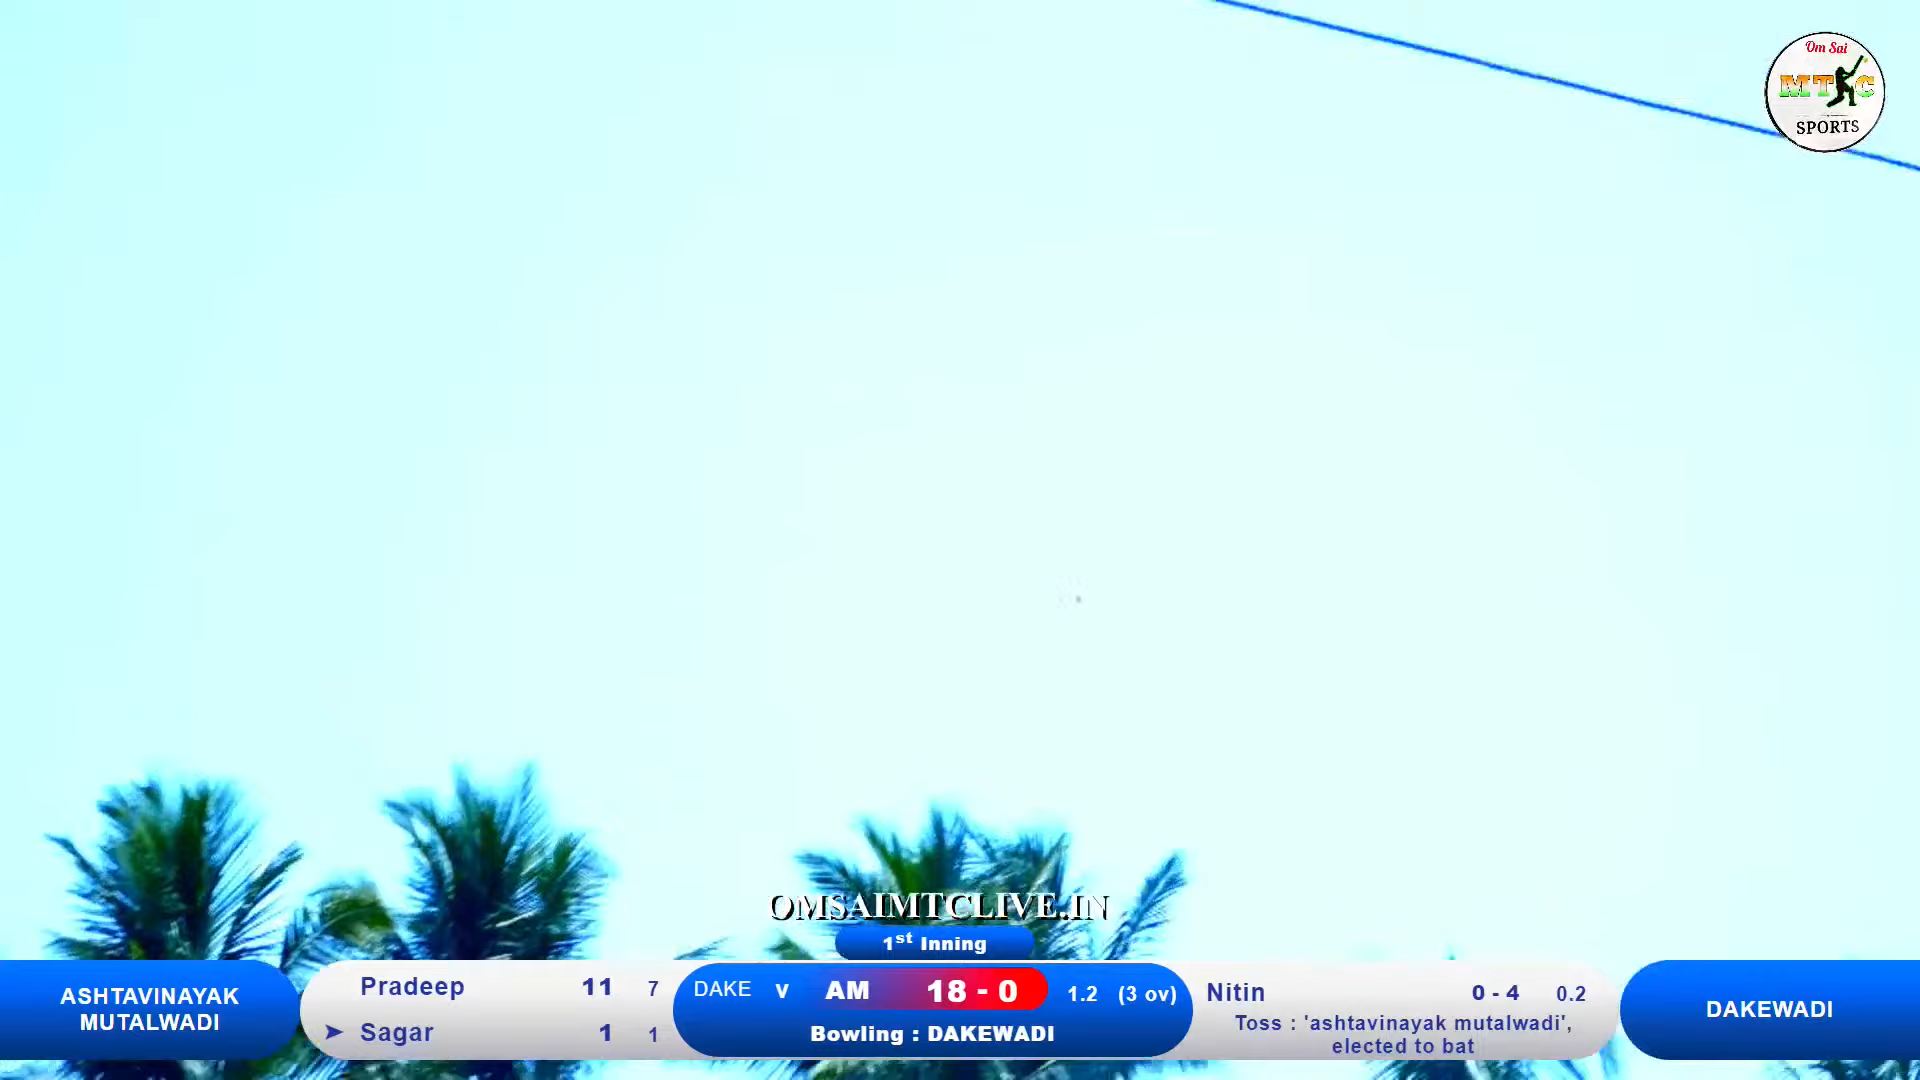 Om Sai
MTC
SPORTS
OMSAIMTCLIVE.IN
1st Inning
ASHTAVINAYAK
MUTALWADI
Pradeep 11 7
➤ Sagar 1 1
DAKE v AM 18 - 0 1.2 (3 ov)
Bowling : DAKEWADI
Nitin 0 - 4 0.2
Toss : 'ashtavinayak mutalwadi',
elected to bat
DAKEWADI